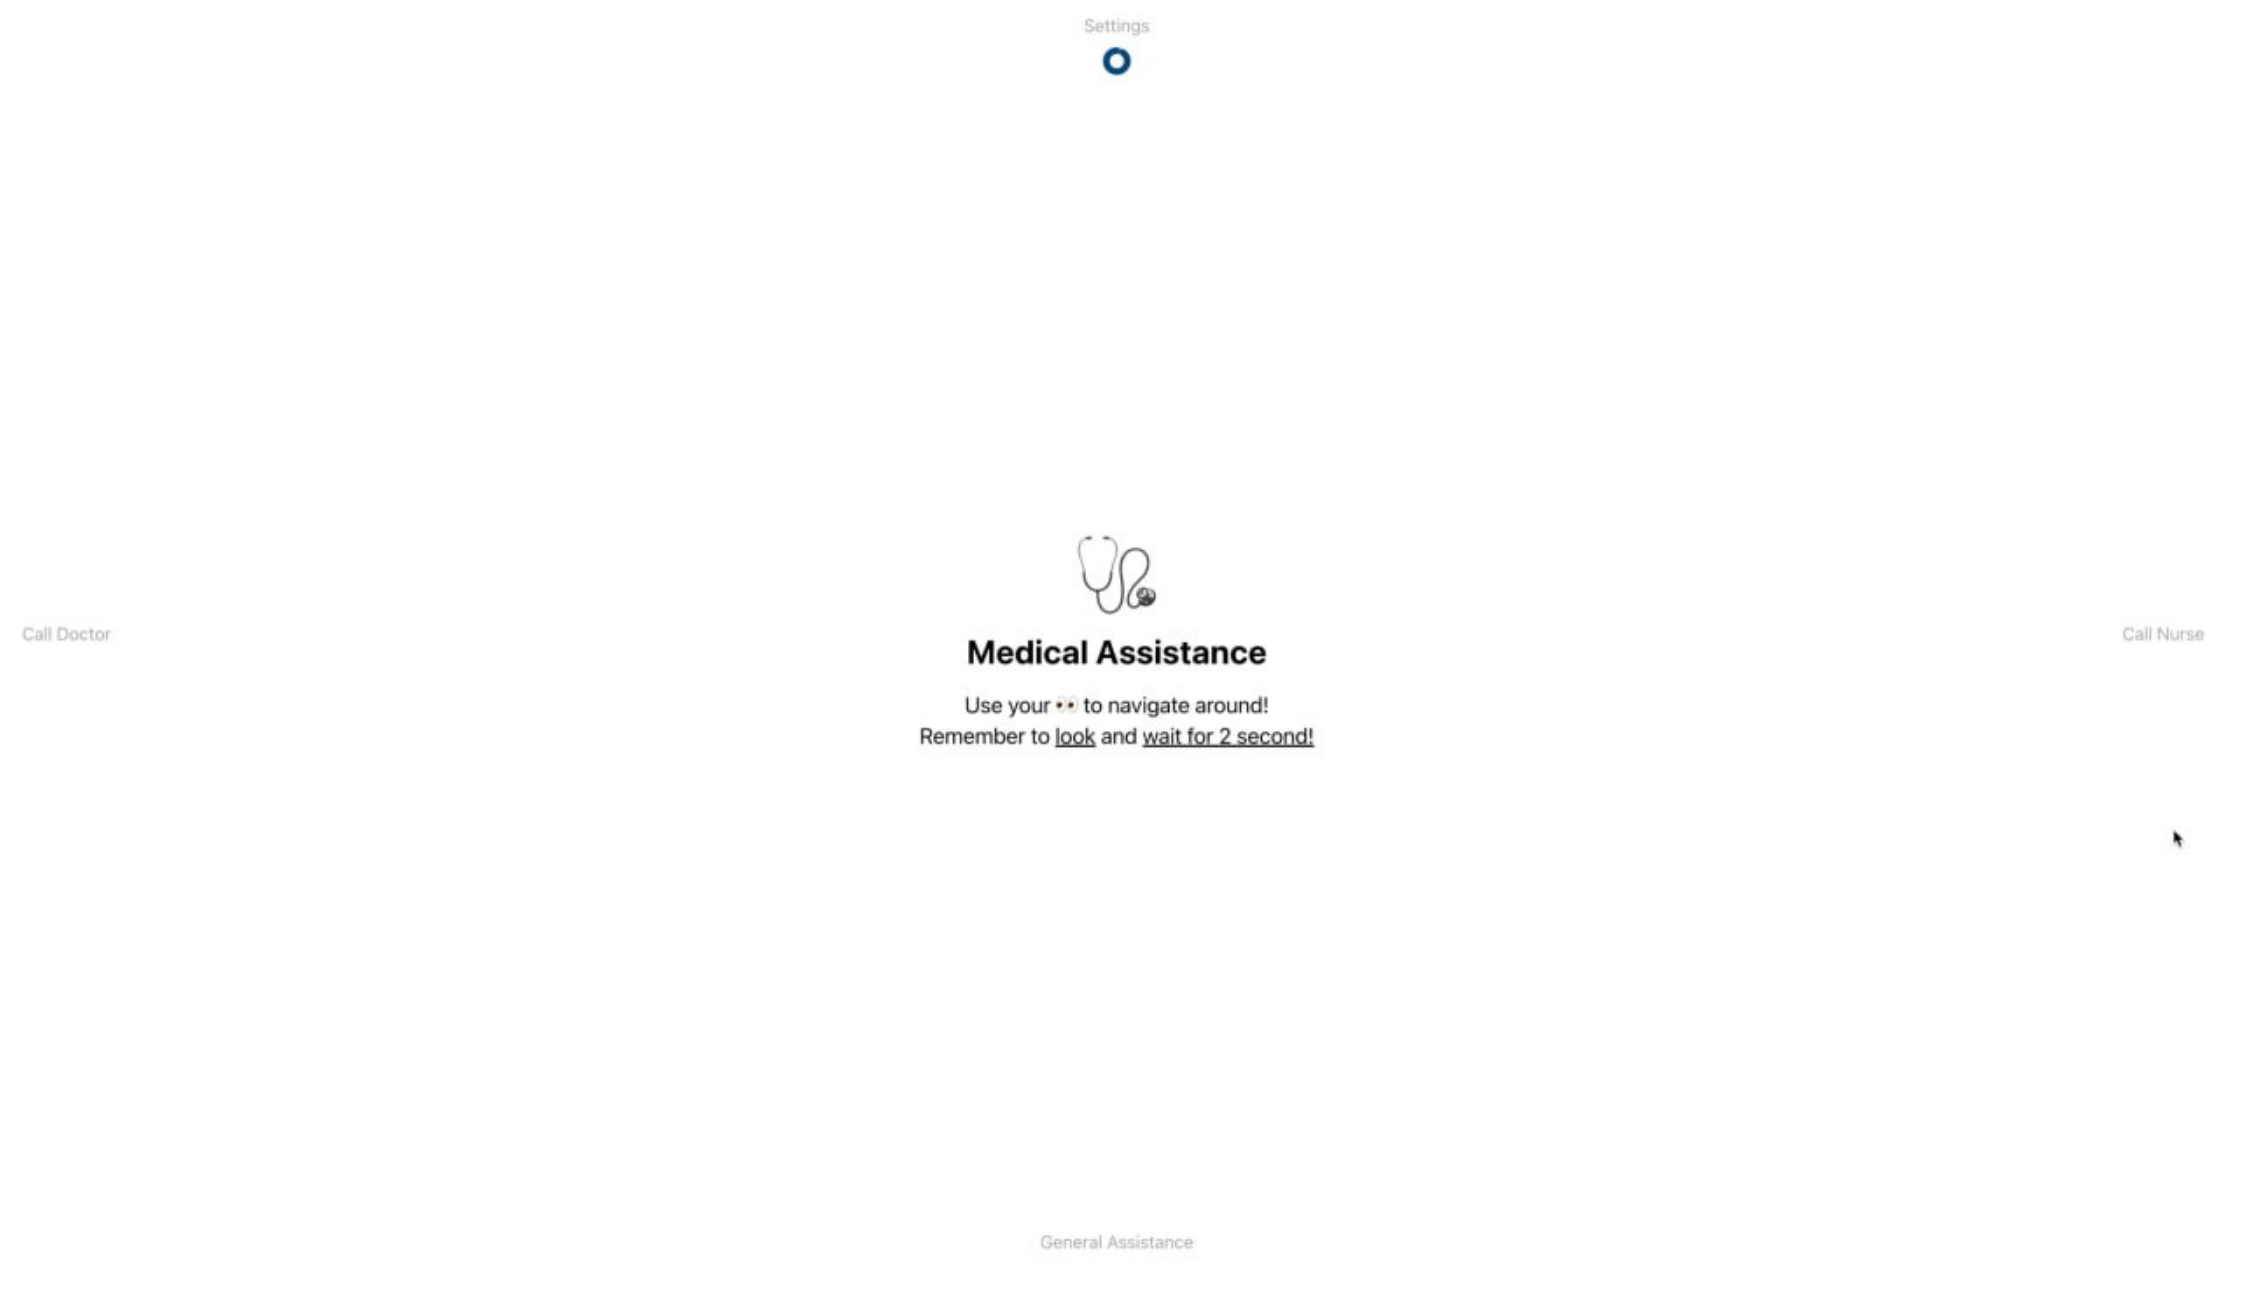 Settings
Call Doctor
Call Nurse
Medical Assistance
Use your 👀 to navigate around!
Remember to look and wait for 2 second!
General Assistance